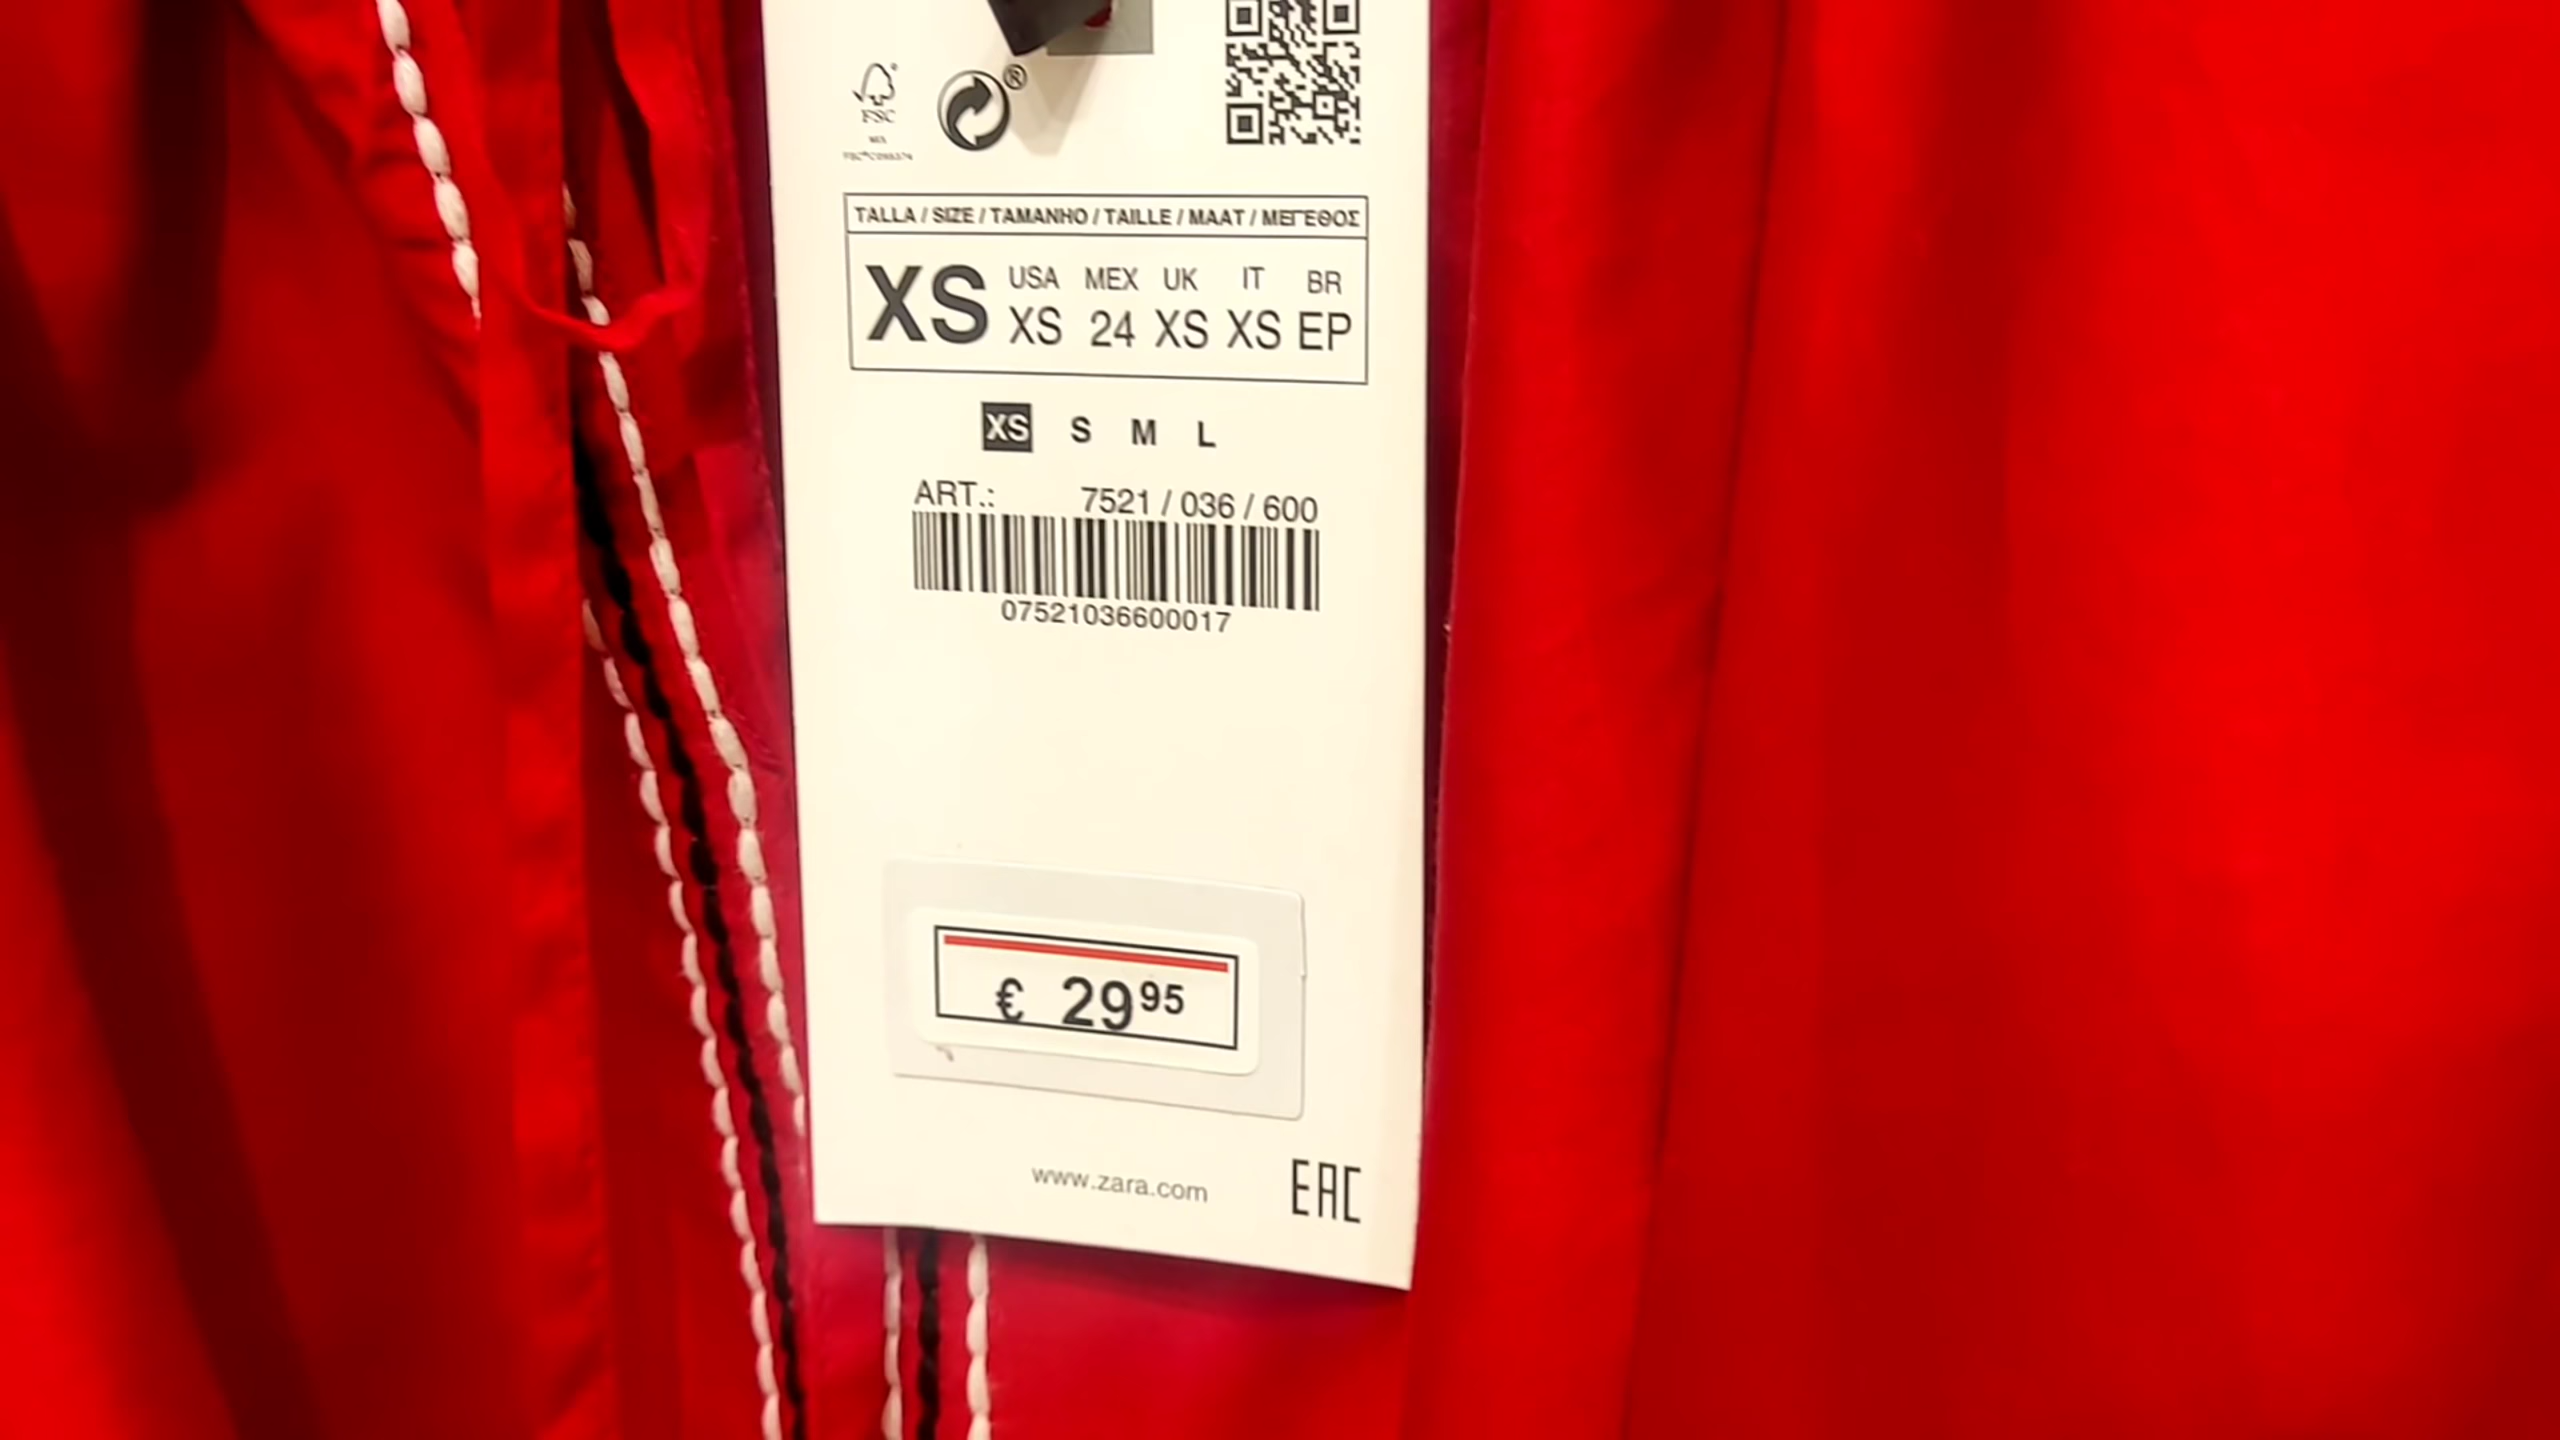 ®
FSC
MIX
TALLA / SIZE / TAMANHO / TAILLE / MAAT / ΜΕΓΕΘΟΣ
XS USA MEX UK IT BR
XS 24 XS XS EP
XS S M L
ART.: 7521 / 036 / 600
07521036600017
€ 29 95
www.zara.com
EAC